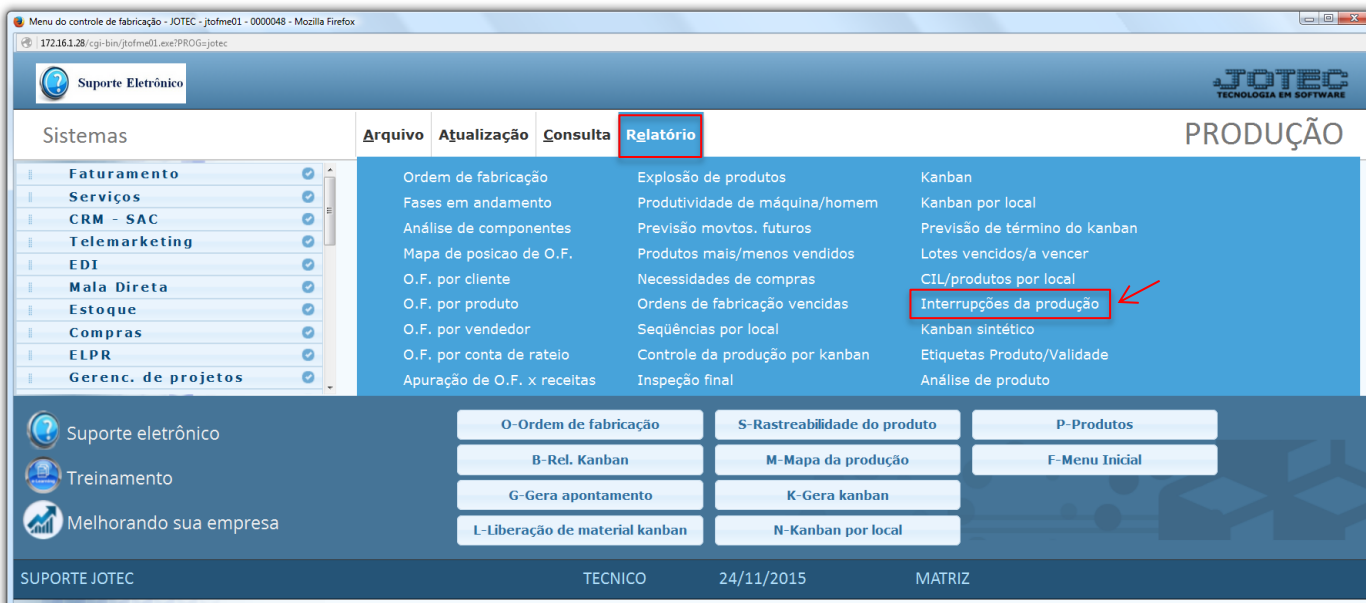 Menu do controle de fabricação - JOTEC - jtofme01 - 0000048 - Mozilla Firefox
172.16.1.28/cgi-bin/jtofme01.exe?PROG=jotec
Suporte Eletrônico
JOTEC
TECNOLOGIA EM SOFTWARE
Sistemas
Arquivo Atualização Consulta Relatório
PRODUÇÃO
Faturamento
Serviços
CRM - SAC
Telemarketing
EDI
Mala Direta
Estoque
Compras
ELPR
Gerenc. de projetos
Ordem de fabricação
Fases em andamento
Análise de componentes
Mapa de posicao de O.F.
O.F. por cliente
O.F. por produto
O.F. por vendedor
O.F. por conta de rateio
Apuração de O.F. x receitas
Explosão de produtos
Produtividade de máquina/homem
Previsão movtos. futuros
Produtos mais/menos vendidos
Necessidades de compras
Ordens de fabricação vencidas
Seqüências por local
Controle da produção por kanban
Inspeção final
Kanban
Kanban por local
Previsão de término do kanban
Lotes vencidos/a vencer
CIL/produtos por local
Interrupções da produção
Kanban sintético
Etiquetas Produto/Validade
Análise de produto
Suporte eletrônico
Treinamento
Melhorando sua empresa
O-Ordem de fabricação
B-Rel. Kanban
G-Gera apontamento
L-Liberação de material kanban
S-Rastreabilidade do produto
M-Mapa da produção
K-Gera kanban
N-Kanban por local
P-Produtos
F-Menu Inicial
SUPORTE JOTEC TECNICO 24/11/2015 MATRIZ